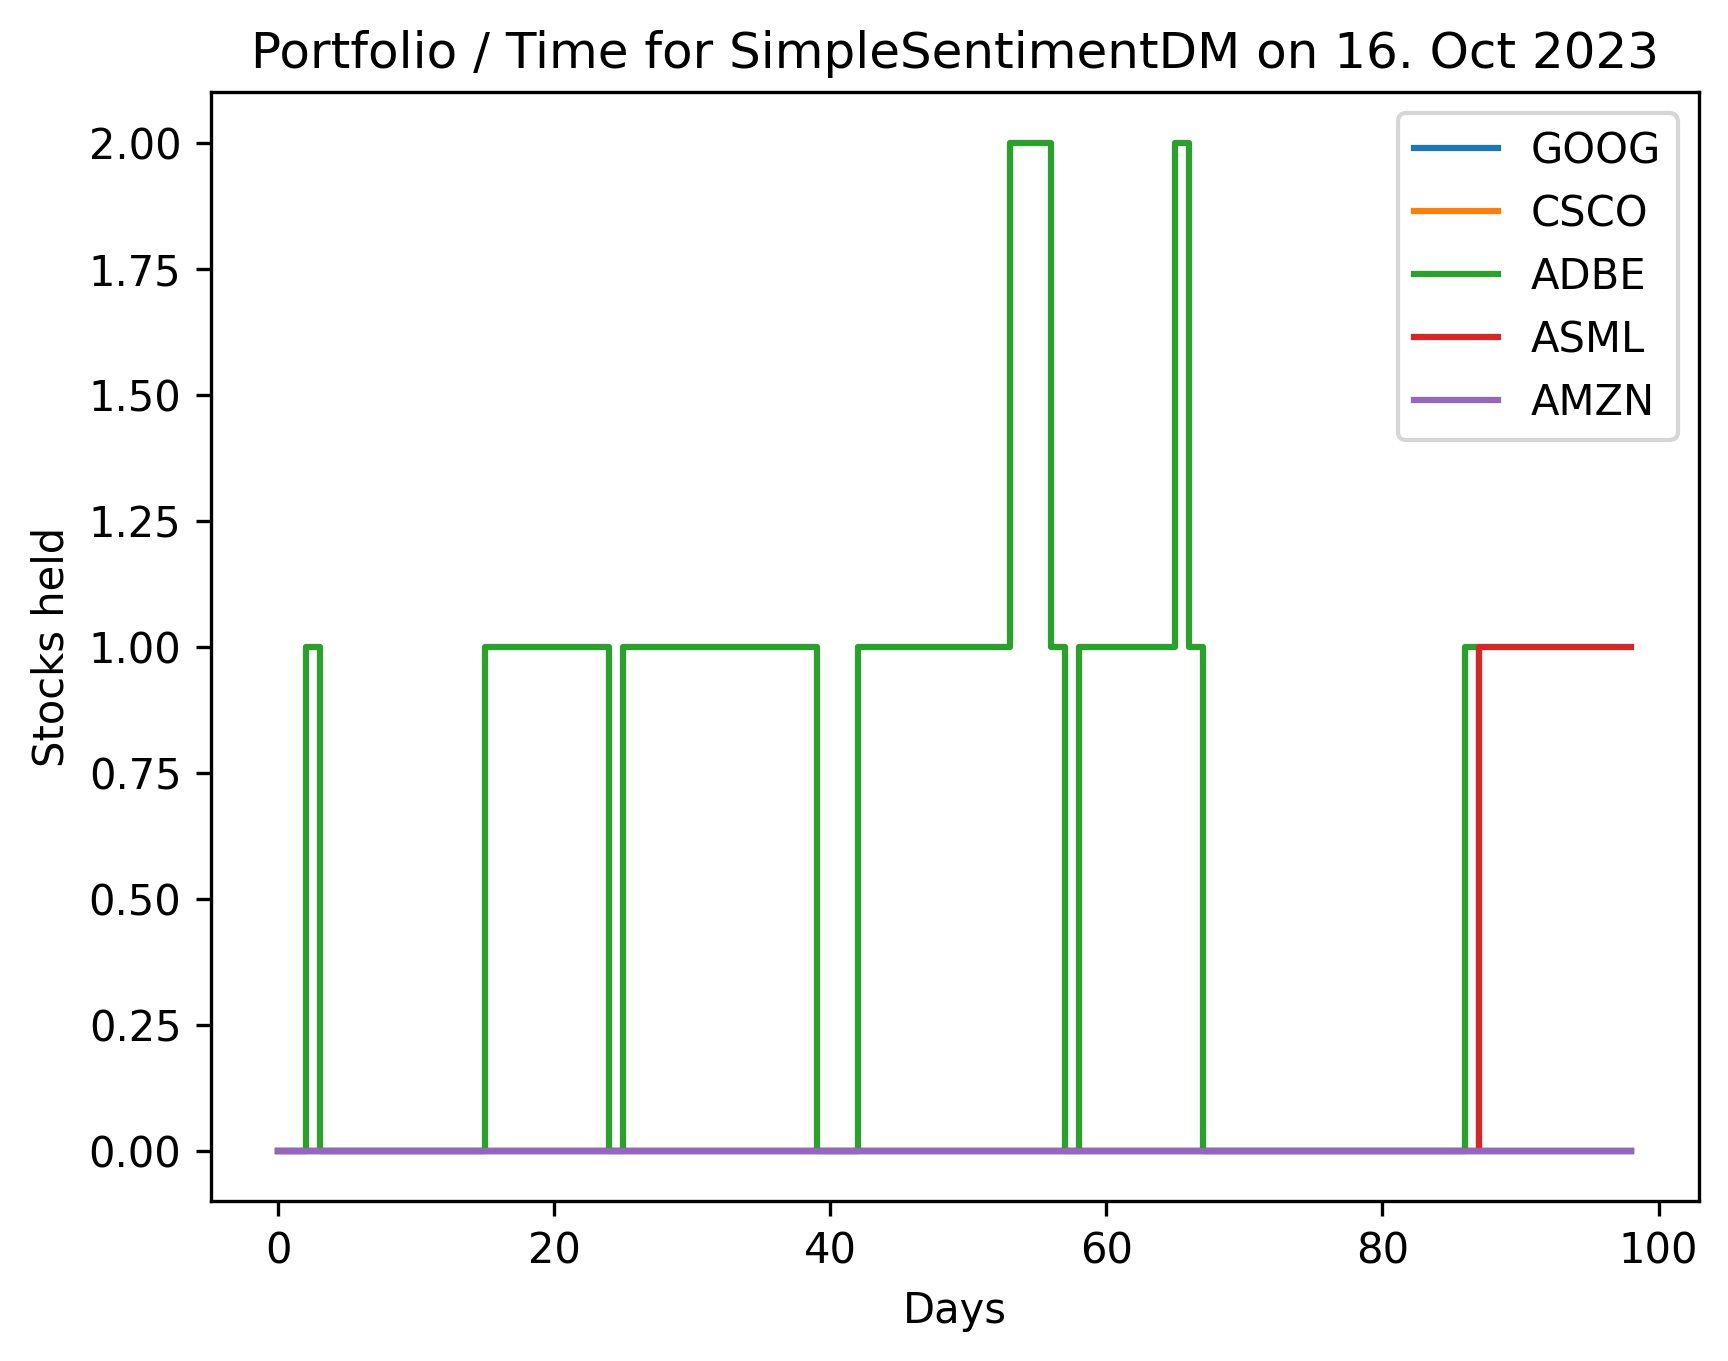 Portfolio / Time for SimpleSentimentDM on 16. Oct 2023
GOOG
CSCO
ADBE
ASML
AMZN
Stocks held
2.00
1.75
1.50
1.25
1.00
0.75
0.50
0.25
0.00
0 20 40 60 80 100
Days